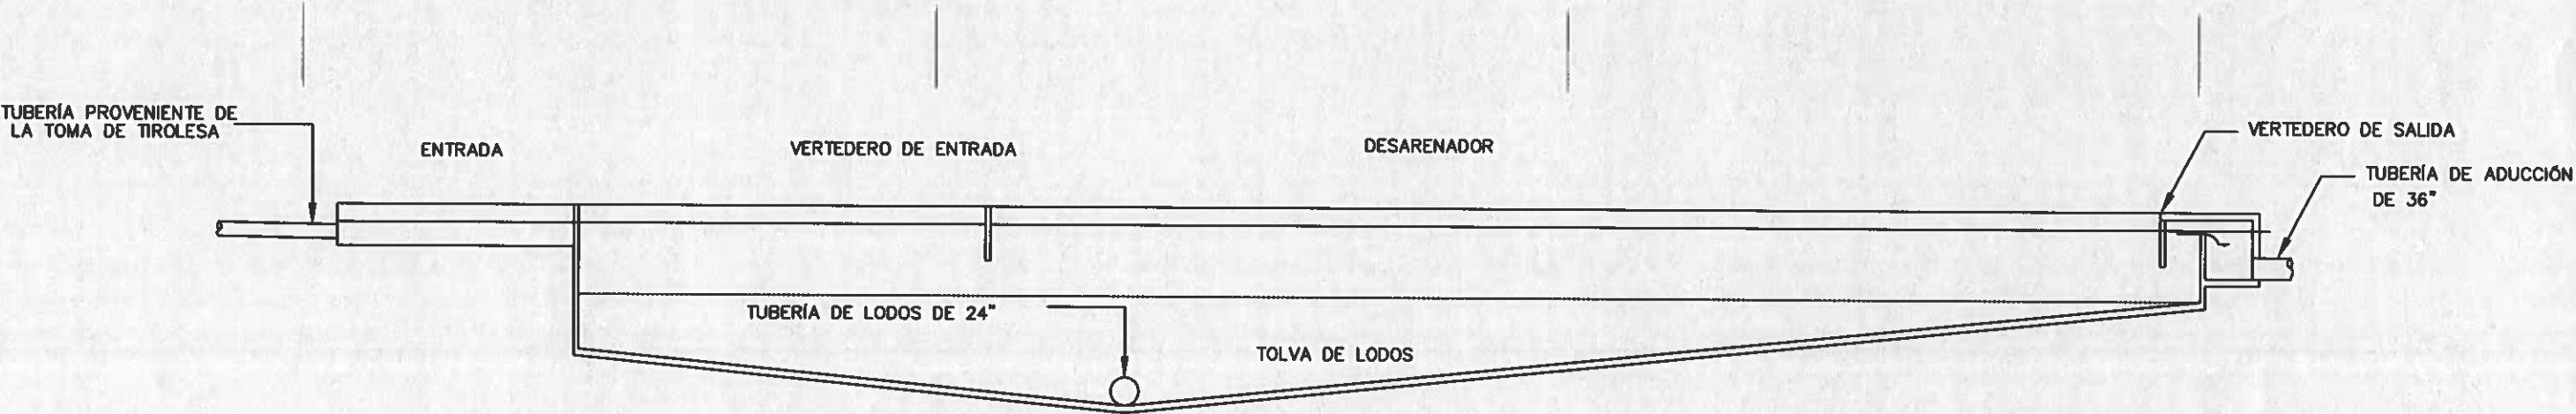 TUBERÍA PROVENIENTE DE
LA TOMA DE TIROLESA
ENTRADA
VERTEDERO DE ENTRADA
DESARENADOR
VERTEDERO DE SALIDA
TUBERÍA DE ADUCCIÓN
DE 36"
TUBERÍA DE LODOS DE 24"
TOLVA DE LODOS